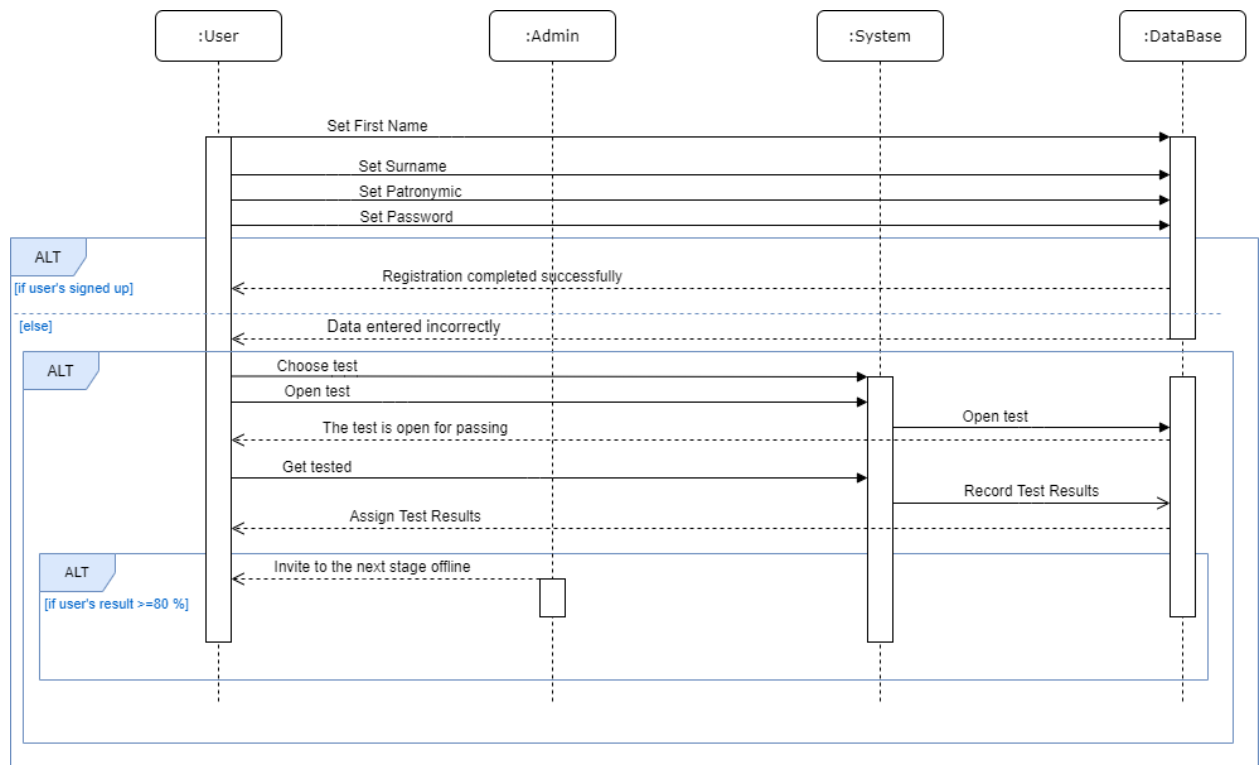 :User
:Admin
:System
:DataBase
Set First Name
Set Surname
Set Patronymic
Set Password
ALT
Registration completed successfully
[if user's signed up]
[else]
Data entered incorrectly
ALT
Choose test
Open test
Open test
The test is open for passing
Get tested
Record Test Results
Assign Test Results
ALT
Invite to the next stage offline
[if user's result >=80 %]